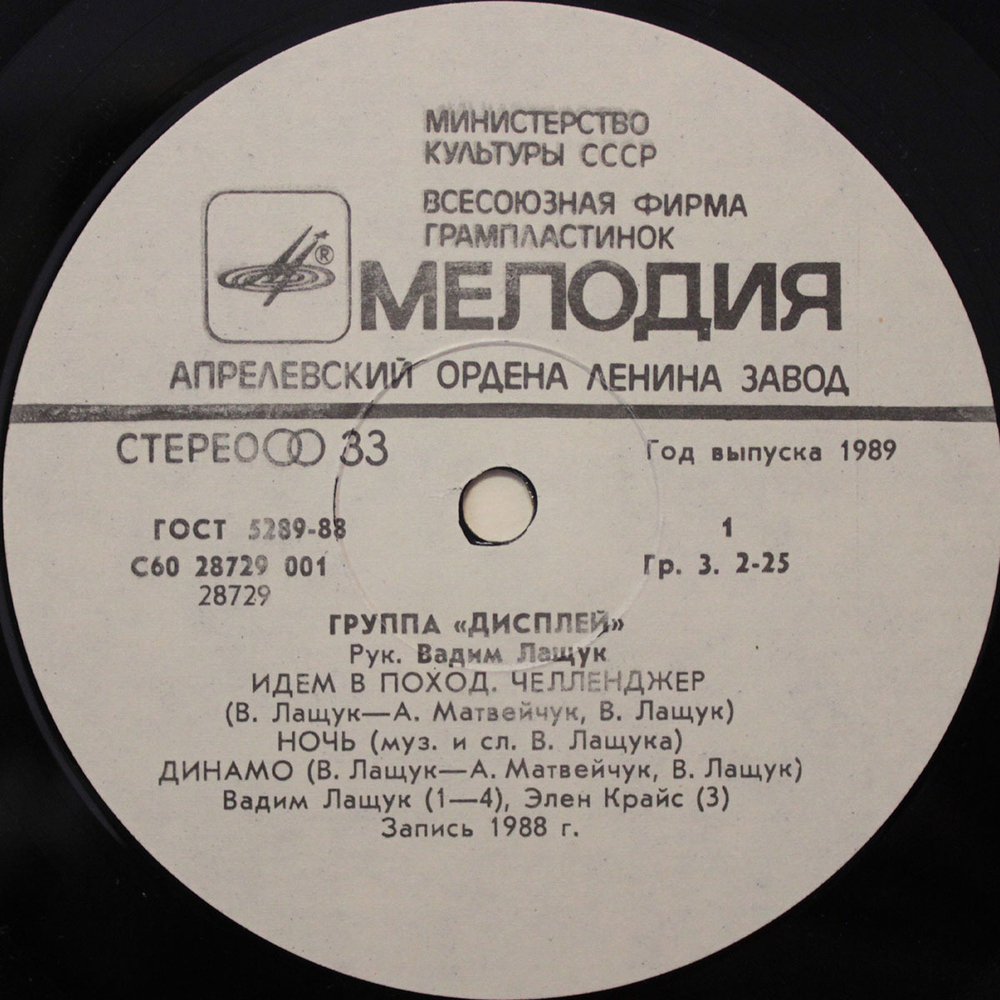 МИНИСТЕРСТВО
КУЛЬТУРЫ СССР
ВСЕСОЮЗНАЯ ФИРМА
ГРАМПЛАСТИНОК
®
МЕЛОДИЯ
АПРЕЛЕВСКИЙ ОРДЕНА ЛЕНИНА ЗАВОД
СТЕРЕО 33
Год выпуска 1989
ГОСТ 5289-88
1
С60 28729 001
Гр. 3. 2-25
28729
ГРУППА «ДИСПЛЕЙ»
Рук. Вадим Лащук
ИДЕМ В ПОХОД. ЧЕЛЛЕНДЖЕР
(В. Лащук—А. Матвейчук, В. Лащук)
НОЧЬ (муз. и сл. В. Лащука)
ДИНАМО (В. Лащук—А. Матвейчук, В. Лащук)
Вадим Лащук (1—4), Элен Крайс (3)
Запись 1988 г.